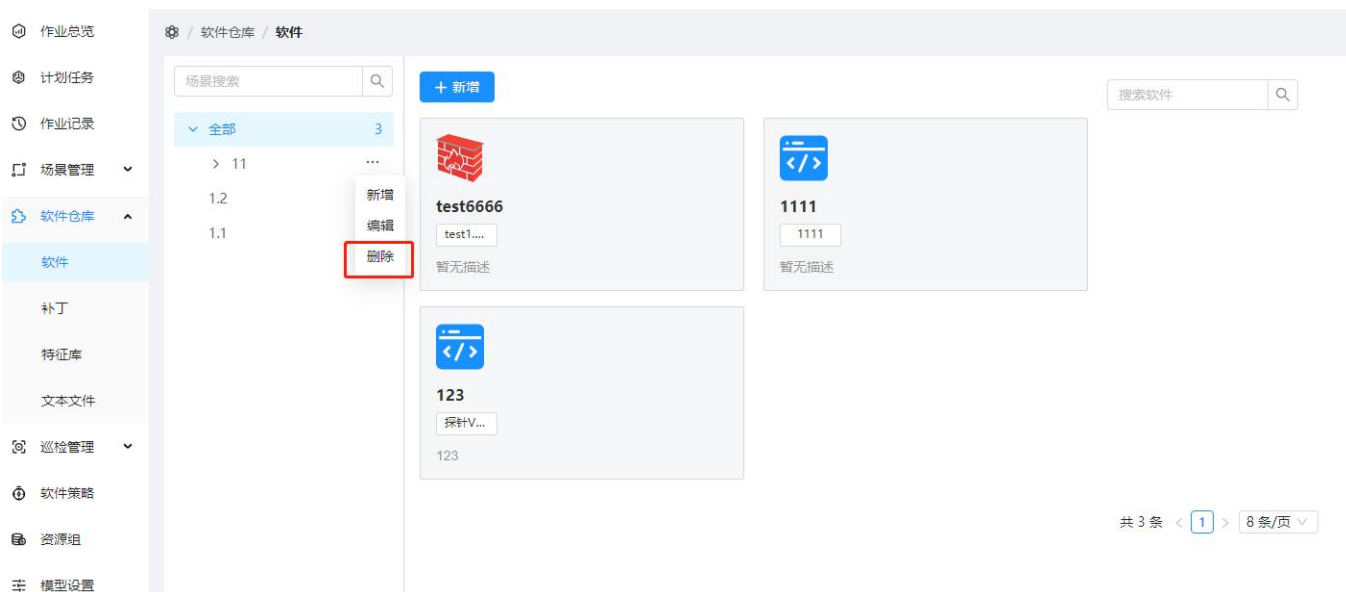 作业总览
计划任务
作业记录
场景管理
软件仓库
软件
补丁
特征库
文本文件
巡检管理
软件策略
资源组
模型设置
/ 软件仓库 / 软件
场景搜索
全部 3
11 ...
1.2
1.1
新增
编辑
删除
+ 新增
搜索软件
test6666
test1....
暂无描述
1111
1111
暂无描述
123
探针V...
123
共 3 条 < 1 > 8 条/页